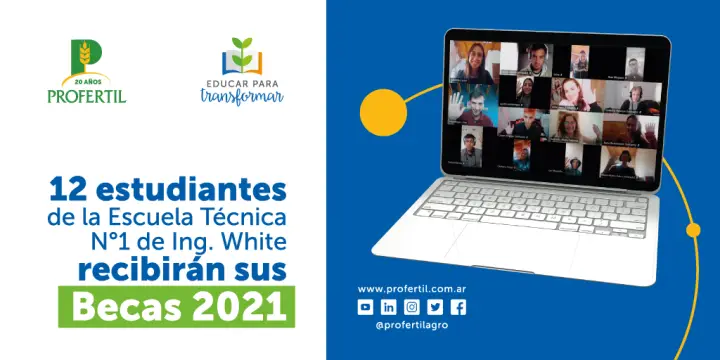 20 AÑOS
PROFERTIL
EDUCAR PARA
transformar
12 estudiantes
de la Escuela Técnica
N°1 de Ing. White
recibirán sus
Becas 2021
www.profertil.com.ar
@profertilagro